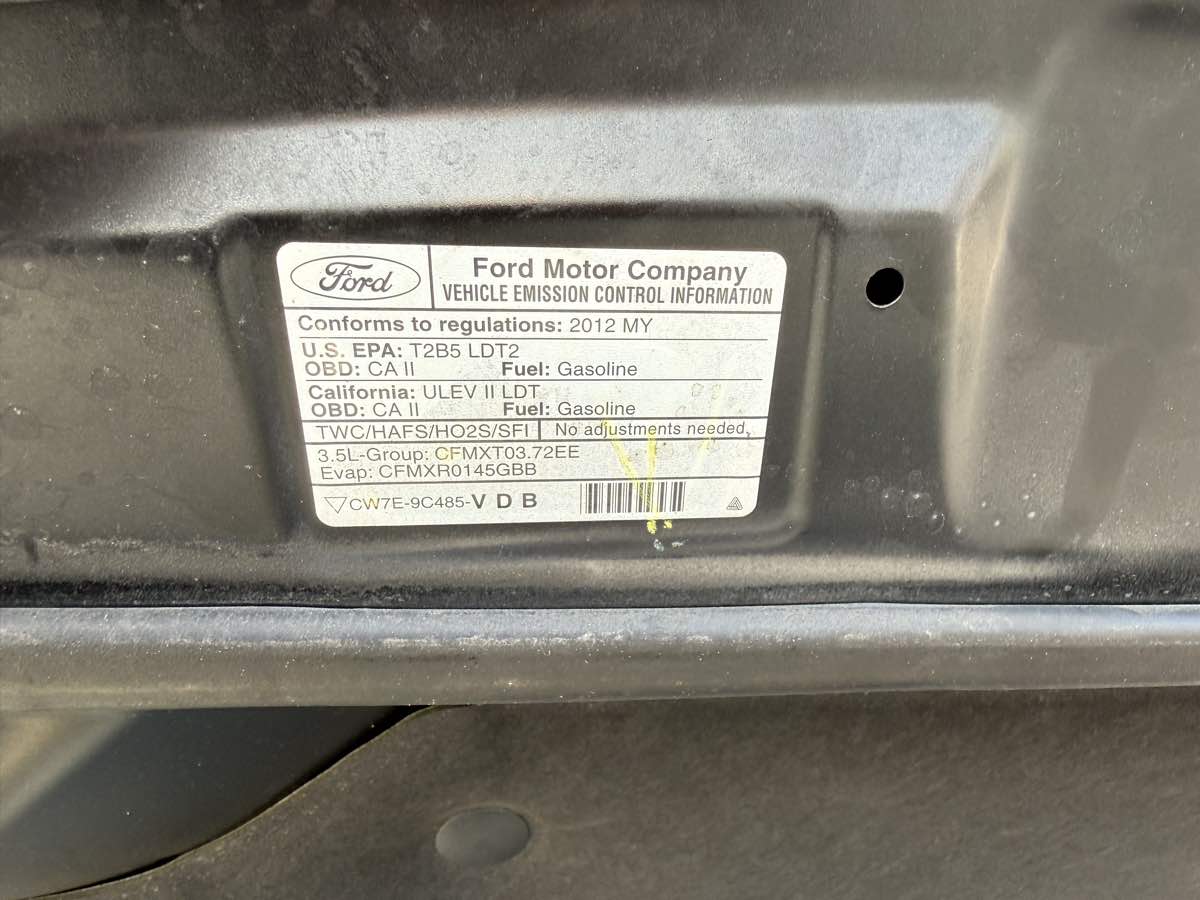 Ford
Ford Motor Company
VEHICLE EMISSION CONTROL INFORMATION
Conforms to regulations: 2012 MY
U.S. EPA: T2B5 LDT2
OBD: CA II Fuel: Gasoline
California: ULEV II LDT
OBD: CA II Fuel: Gasoline
TWC/HAFS/HO2S/SFI No adjustments needed.
3.5L-Group: CFMXT03.72EE
Evap: CFMXR0145GBB
CW7E-9C485-V D B